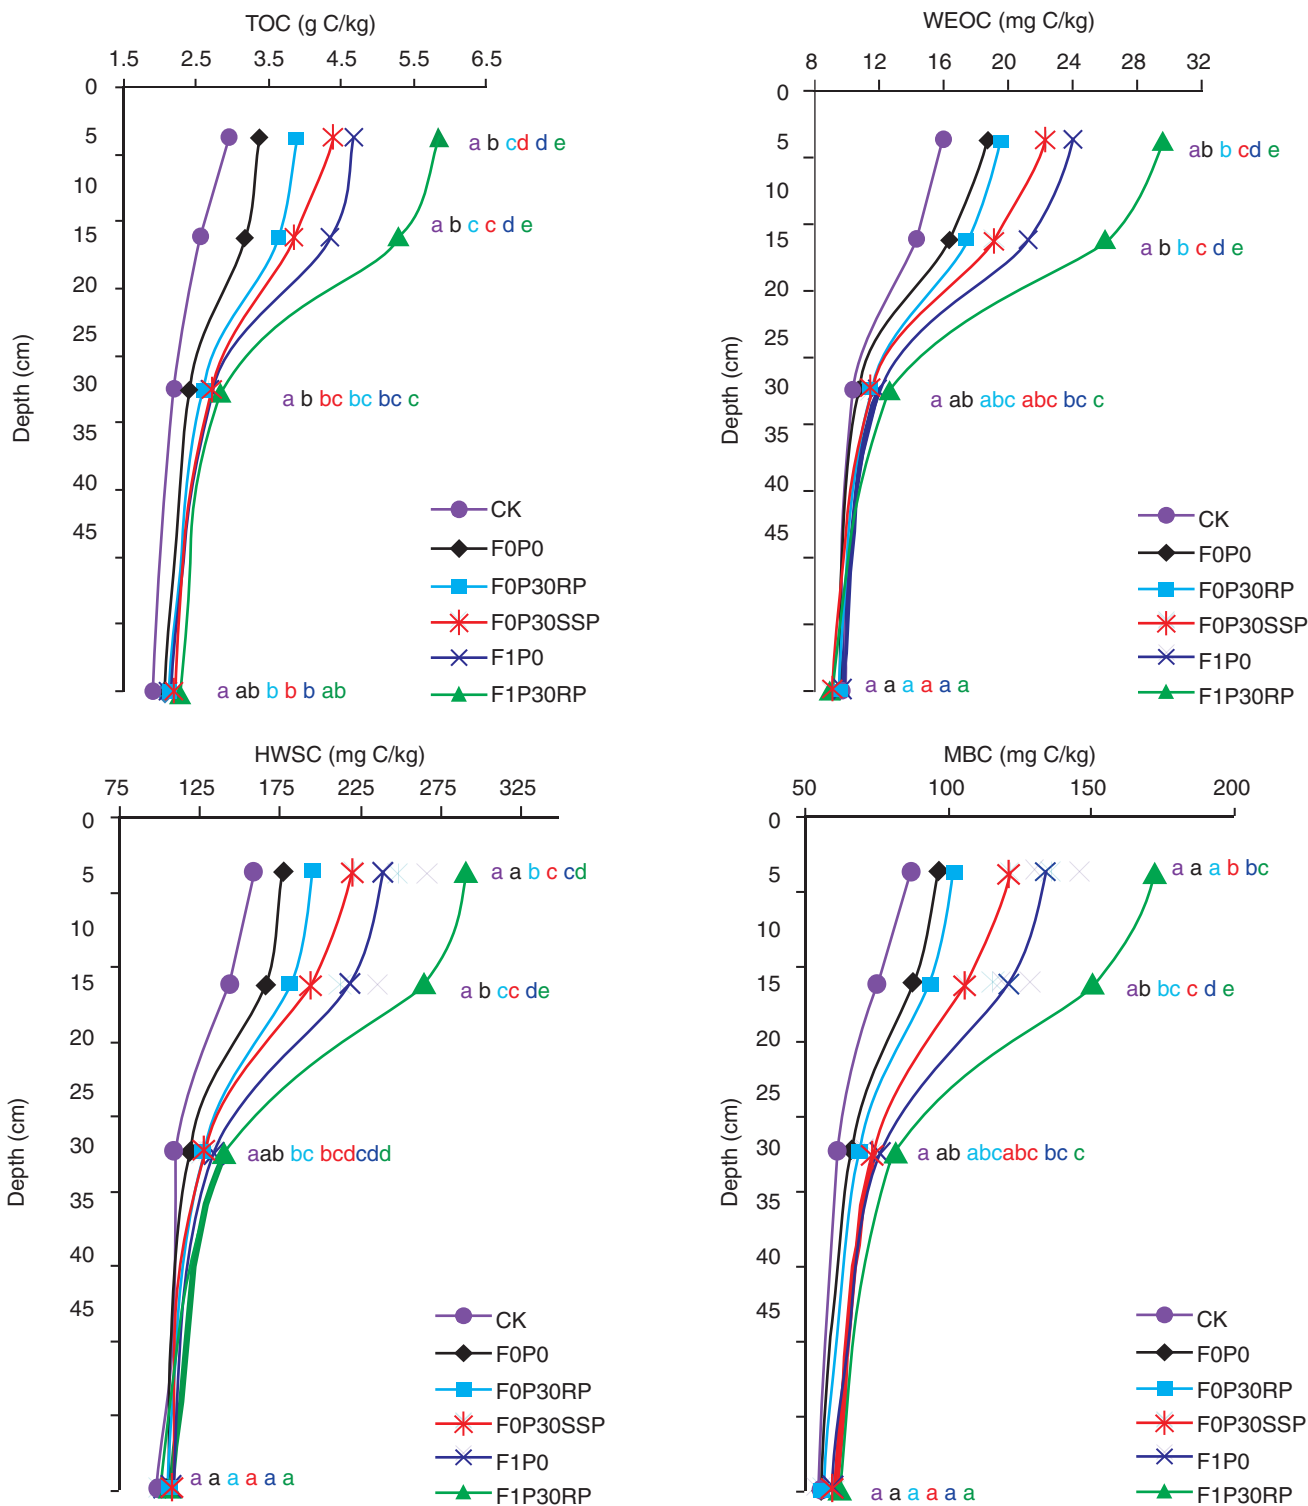 TOC (g C/kg)
1.5 2.5 3.5 4.5 5.5 6.5
0
5
10
15
20
25
30
35
40
45
Depth (cm)
a b cd d e
a b c c d e
a b bc bc bc c
a ab b b b ab
CK
F0P0
F0P30RP
F0P30SSP
F1P0
F1P30RP
WEOC (mg C/kg)
8 12 16 20 24 28 32
0
5
10
15
20
25
30
35
40
45
Depth (cm)
ab b cd e
a b b c d e
a ab abc abc bc c
a a a a a a
CK
F0P0
F0P30RP
F0P30SSP
F1P0
F1P30RP
HWSC (mg C/kg)
75 125 175 225 275 325
0
5
10
15
20
25
30
35
40
45
Depth (cm)
a a b c cd
a b cc de
aab bc bcdcdd
a a a a a a
CK
F0P0
F0P30RP
F0P30SSP
F1P0
F1P30RP
MBC (mg C/kg)
50 100 150 200
0
5
10
15
20
25
30
35
40
45
Depth (cm)
a a a b bc
ab bc c d e
a ab abcabc bc c
a a a a a a
CK
F0P0
F0P30RP
F0P30SSP
F1P0
F1P30RP